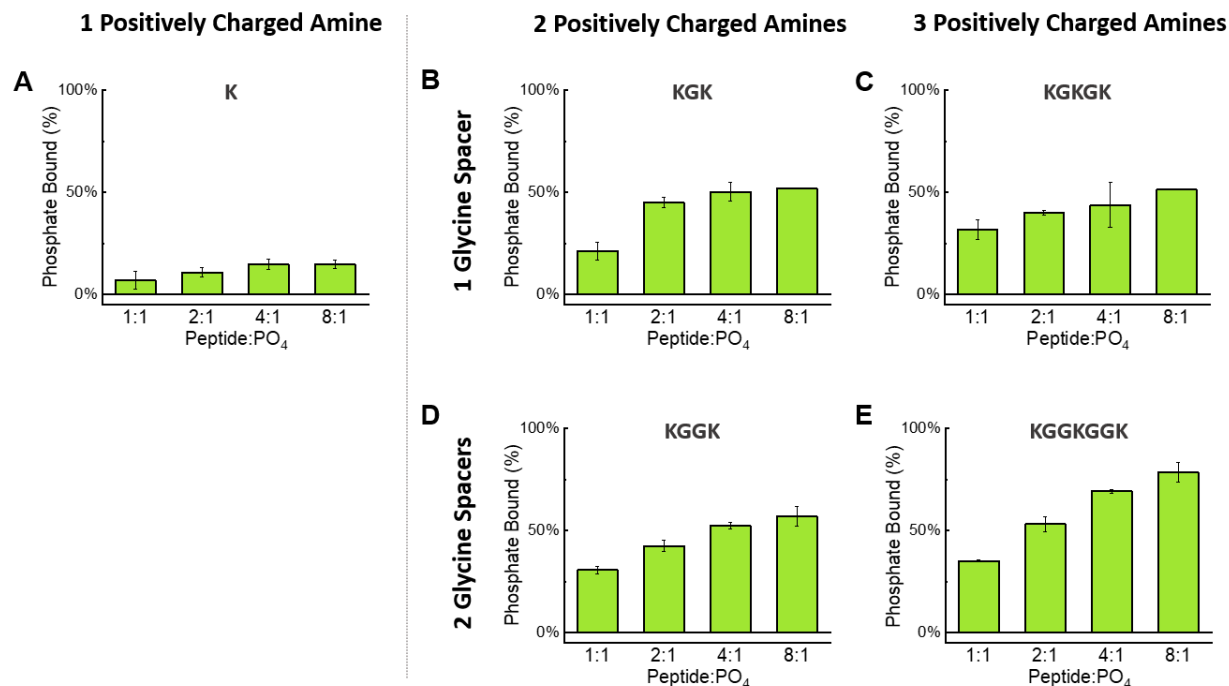 1 Positively Charged Amine
2 Positively Charged Amines
3 Positively Charged Amines
A
K
Phosphate Bound (%)
100%
50%
0%
1:1 2:1 4:1 8:1
Peptide:PO4
1 Glycine Spacer
B
KGK
Phosphate Bound (%)
100%
50%
0%
1:1 2:1 4:1 8:1
Peptide:PO4
C
KGKGK
Phosphate Bound (%)
100%
50%
0%
1:1 2:1 4:1 8:1
Peptide:PO4
2 Glycine Spacers
D
KGGK
Phosphate Bound (%)
100%
50%
0%
1:1 2:1 4:1 8:1
Peptide:PO4
E
KGGKGGK
Phosphate Bound (%)
100%
50%
0%
1:1 2:1 4:1 8:1
Peptide:PO4